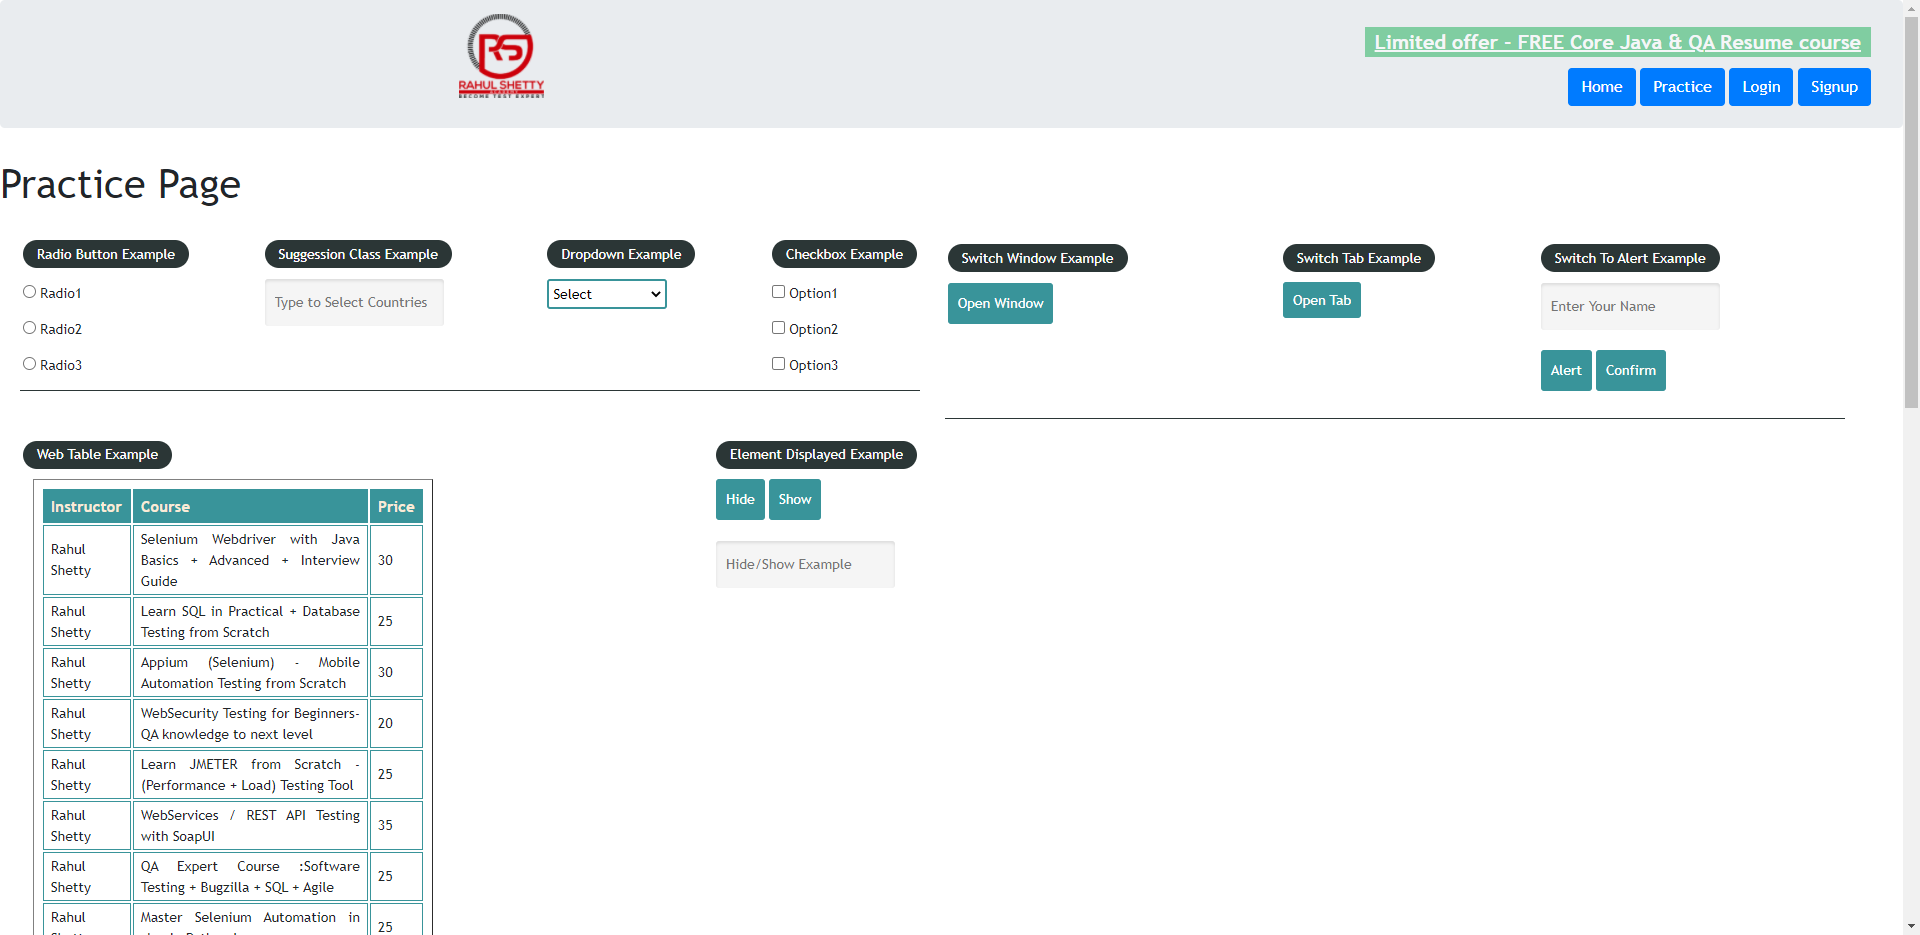 RAHUL SHETTY
ACADEMY
BECOME TEST EXPERT
Limited offer - FREE Core Java & QA Resume course
Home Practice Login Signup
Practice Page
Radio Button Example
Radio1
Radio2
Radio3
Suggession Class Example
Type to Select Countries
Dropdown Example
Select
Checkbox Example
Option1
Option2
Option3
Switch Window Example
Open Window
Switch Tab Example
Open Tab
Switch To Alert Example
Enter Your Name
Alert Confirm
Web Table Example
Instructor Course Price
Rahul
Shetty
Selenium Webdriver with Java
Basics + Advanced + Interview
Guide
30
Rahul
Shetty
Learn SQL in Practical + Database
Testing from Scratch
25
Rahul
Shetty
Appium (Selenium) - Mobile
Automation Testing from Scratch
30
Rahul
Shetty
WebSecurity Testing for Beginners-
QA knowledge to next level
20
Rahul
Shetty
Learn JMETER from Scratch -
(Performance + Load) Testing Tool
25
Rahul
Shetty
WebServices / REST API Testing
with SoapUI
35
Rahul
Shetty
QA Expert Course :Software
Testing + Bugzilla + SQL + Agile
25
Rahul
Master Selenium Automation in
25
Element Displayed Example
Hide Show
Hide/Show Example